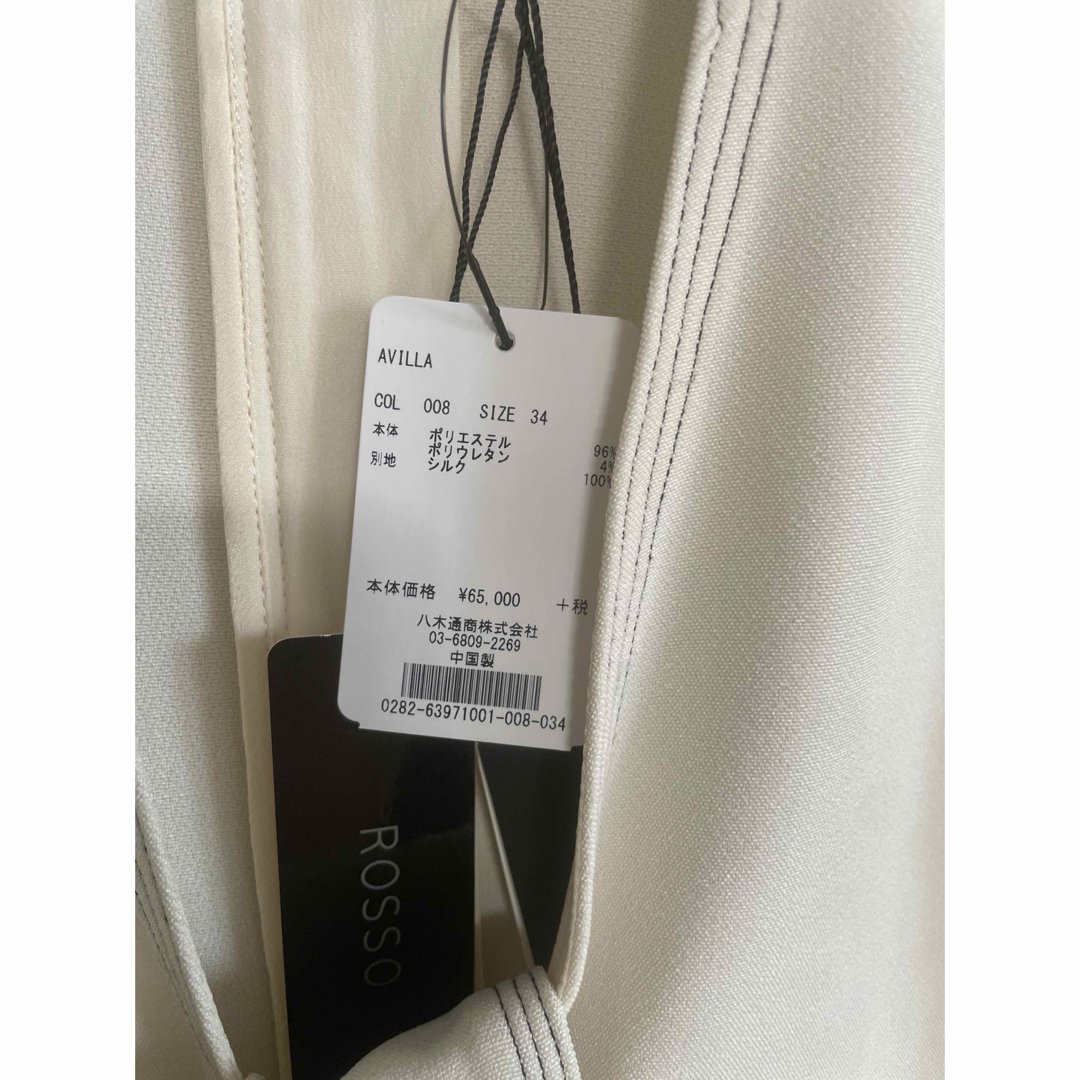 AVILLA
COL 008 SIZE 34
本体 ポリエステル 96%
ポリウレタン 4%
別地 シルク 100%
本体価格 ¥65,000 +税
八木通商株式会社
03-6809-2269
中国製
0282-63971001-008-034
ROSSO